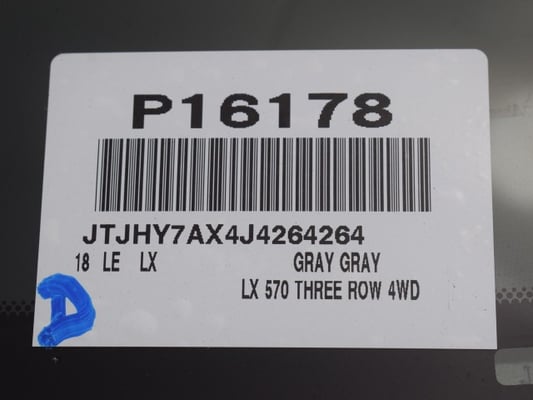 P16178
JTJHY7AX4J4264264
18 LE LX GRAY GRAY
LX 570 THREE ROW 4WD
D